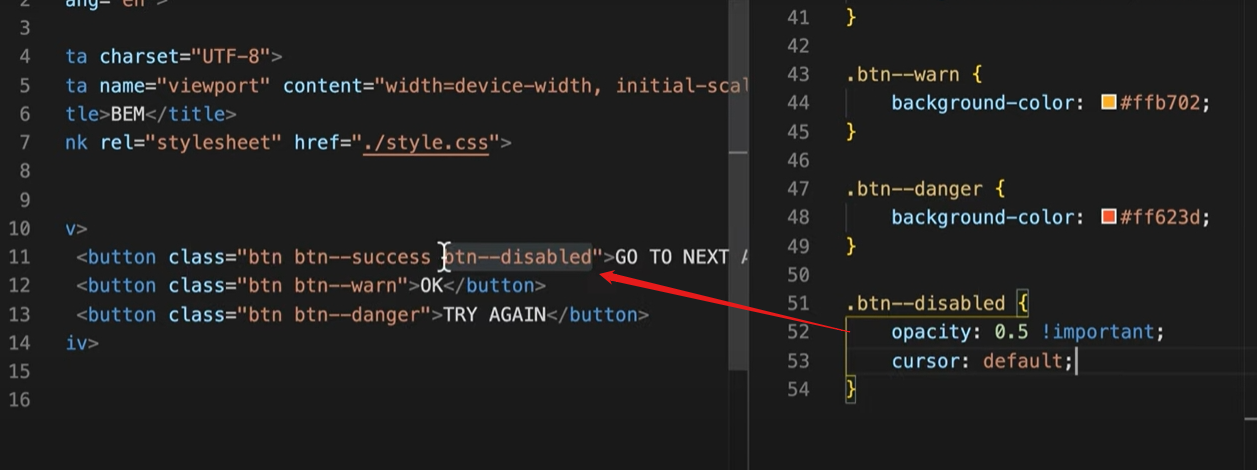 2 ang="en">
3
4 ta charset="UTF-8">
5 ta name="viewport" content="width=device-width, initial-scal
6 tle>BEM</title>
7 nk rel="stylesheet" href="./style.css">
8
9
10 v>
11 <button class="btn btn--success btn--disabled">GO TO NEXT A
12 <button class="btn btn--warn">OK</button>
13 <button class="btn btn--danger">TRY AGAIN</button>
14 iv>
15
16
41 }
42
43 .btn--warn {
44 background-color: #ffb702;
45 }
46
47 .btn--danger {
48 background-color: #ff623d;
49 }
50
51 .btn--disabled {
52 opacity: 0.5 !important;
53 cursor: default;
54 }